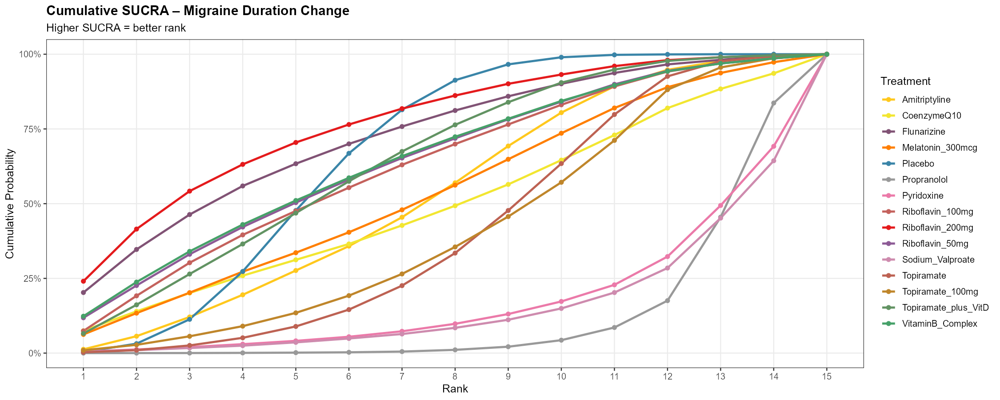 Cumulative SUCRA – Migraine Duration Change
Higher SUCRA = better rank
Cumulative Probability
100%
75%
50%
25%
0%
1 2 3 4 5 6 7 8 9 10 11 12 13 14 15
Rank
Treatment
Amitriptyline
CoenzymeQ10
Flunarizine
Melatonin_300mcg
Placebo
Propranolol
Pyridoxine
Riboflavin_100mg
Riboflavin_200mg
Riboflavin_50mg
Sodium_Valproate
Topiramate
Topiramate_100mg
Topiramate_plus_VitD
VitaminB_Complex